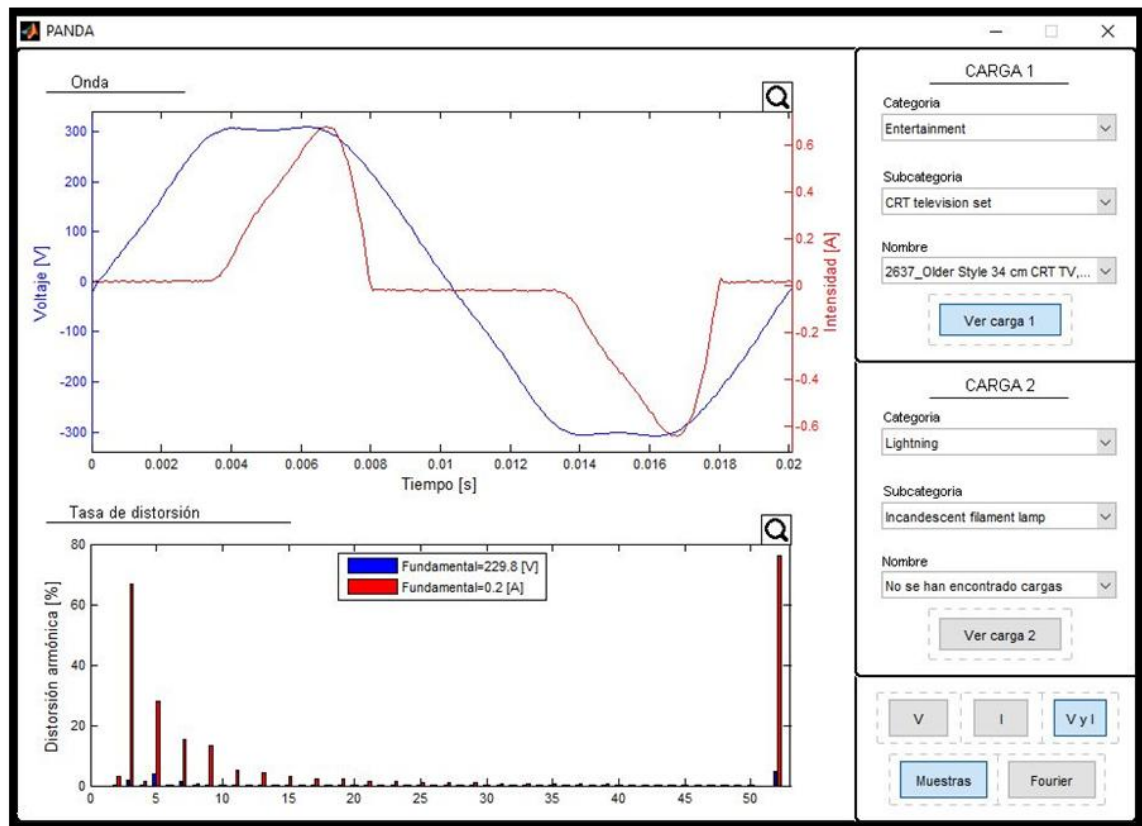 PANDA
Onda
Voltaje [V]
300
200
100
0
-100
-200
-300
Intensidad [A]
0.6
0.4
0.2
0
-0.2
-0.4
-0.6
0 0.002 0.004 0.006 0.008 0.01 0.012 0.014 0.016 0.018 0.02
Tiempo [s]
Tasa de distorsión
Distorsión armónica [%]
80
60
40
20
0
Fundamental=229.8 [V]
Fundamental=0.2 [A]
0 5 10 15 20 25 30 35 40 45 50
CARGA 1
Categoria
Entertainment
Subcategoria
CRT television set
Nombre
2637_Older Style 34 cm CRT TV,...
Ver carga 1
CARGA 2
Categoria
Lightning
Subcategoria
Incandescent filament lamp
Nombre
No se han encontrado cargas
Ver carga 2
V I V y I
Muestras Fourier